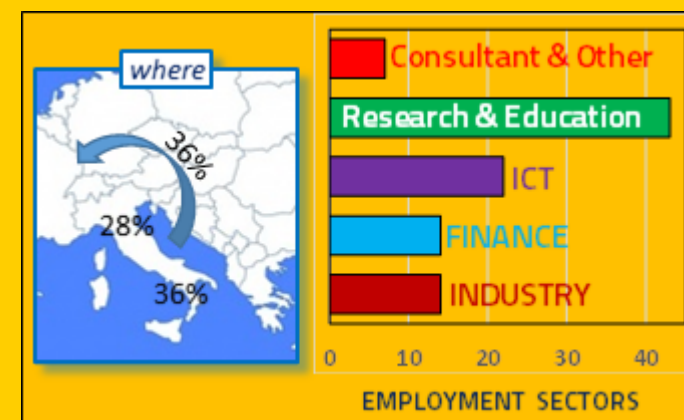 where
36%
28%
36%
Consultant & Other
Research & Education
ICT
FINANCE
INDUSTRY
0 10 20 30 40
EMPLOYMENT SECTORS